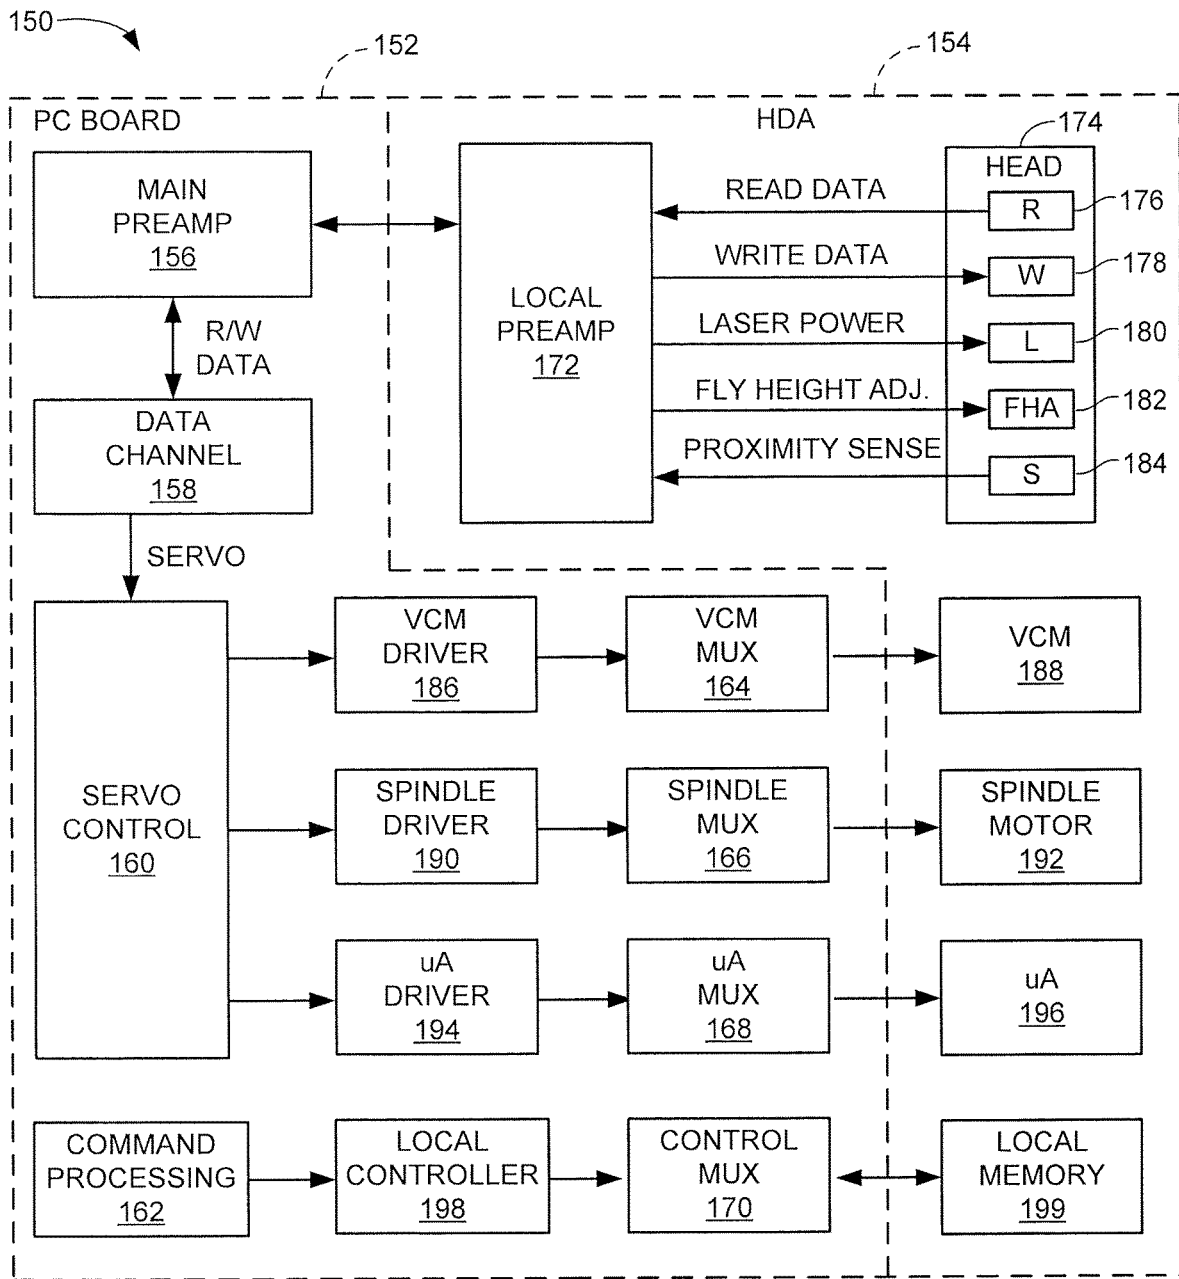 150
152
154
PC BOARD
HDA
174
MAIN
PREAMP
156
R/W
DATA
DATA
CHANNEL
158
SERVO
LOCAL
PREAMP
172
READ DATA
WRITE DATA
LASER POWER
FLY HEIGHT ADJ.
PROXIMITY SENSE
HEAD
R
176
W
178
L
180
FHA
182
S
184
SERVO
CONTROL
160
VCM
DRIVER
186
VCM
MUX
164
VCM
188
SPINDLE
DRIVER
190
SPINDLE
MUX
166
SPINDLE
MOTOR
192
uA
DRIVER
194
uA
MUX
168
uA
196
COMMAND
PROCESSING
162
LOCAL
CONTROLLER
198
CONTROL
MUX
170
LOCAL
MEMORY
199